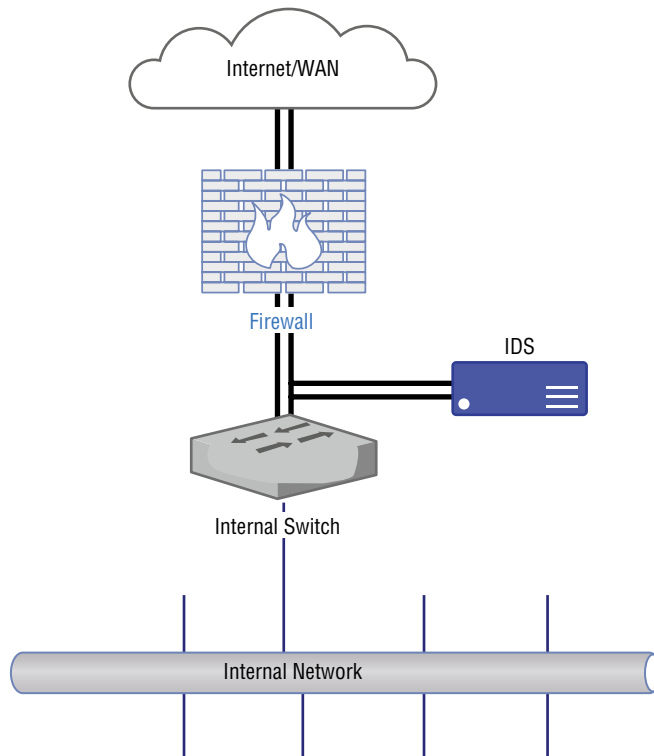 Internet/WAN
Firewall
IDS
Internal Switch
Internal Network